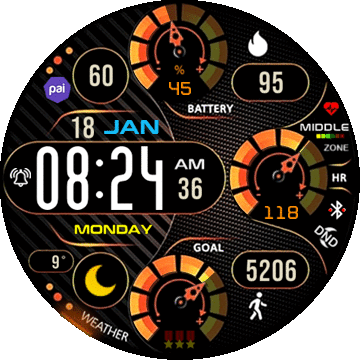 pai
60
%
45
95
BATTERY
18 JAN
MIDDLE
ZONE
08:24
AM
36
HR
118
MONDAY
DND
GOAL
9°
5206
WEATHER